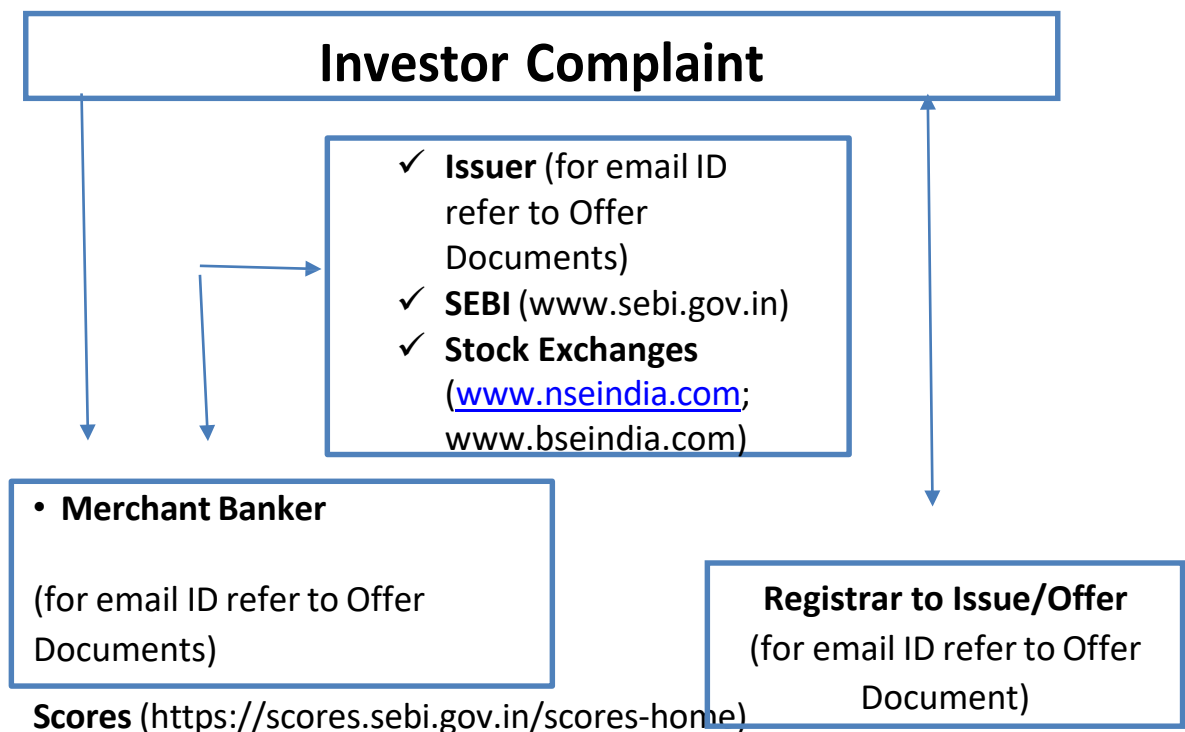 Investor Complaint
✓ Issuer (for email ID
refer to Offer
Documents)
✓ SEBI (www.sebi.gov.in)
✓ Stock Exchanges
(www.nseindia.com;
www.bseindia.com)
• Merchant Banker
(for email ID refer to Offer
Documents)
Scores (https://scores.sebi.gov.in/scores-home)
Registrar to Issue/Offer
(for email ID refer to Offer
Document)